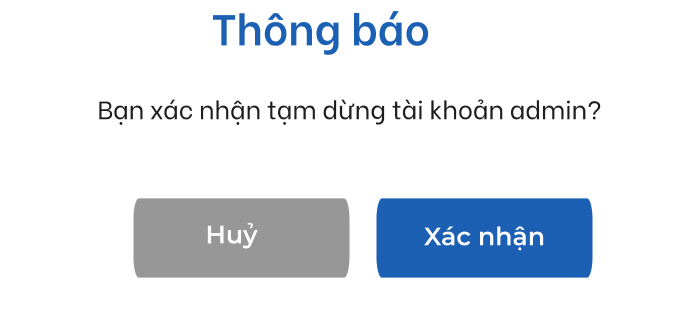 Thông báo
Bạn xác nhận tạm dừng tài khoản admin?
Huỷ
Xác nhận